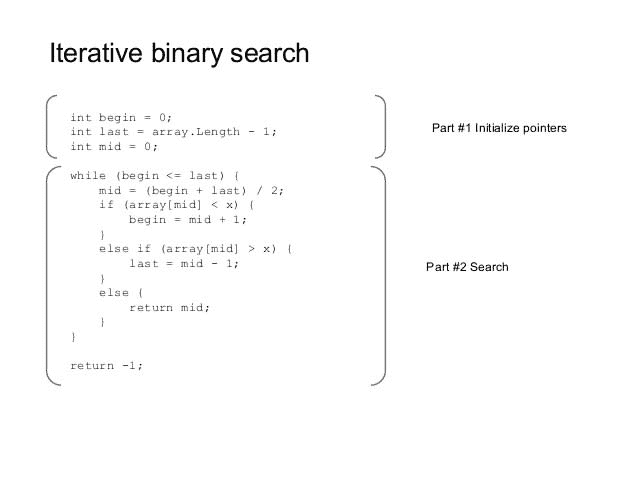 Iterative binary search
int begin = 0;
int last = array.Length - 1;
int mid = 0;
Part #1 Initialize pointers
while (begin <= last) {
    mid = (begin + last) / 2;
    if (array[mid] < x) {
        begin = mid + 1;
    }
    else if (array[mid] > x) {
        last = mid - 1;
    }
    else {
        return mid;
    }
}
return -1;
Part #2 Search